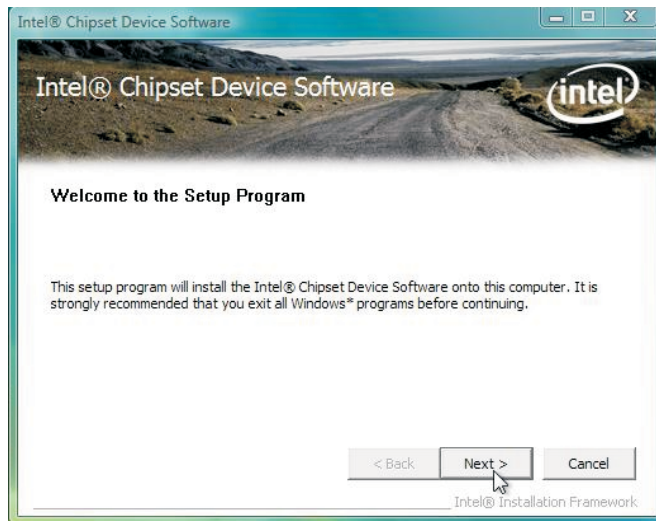 Intel® Chipset Device Software
Intel® Chipset Device Software
intel
Welcome to the Setup Program
This setup program will install the Intel® Chipset Device Software onto this computer. It is
strongly recommended that you exit all Windows* programs before continuing.
< Back Next > Cancel
Intel® Installation Framework